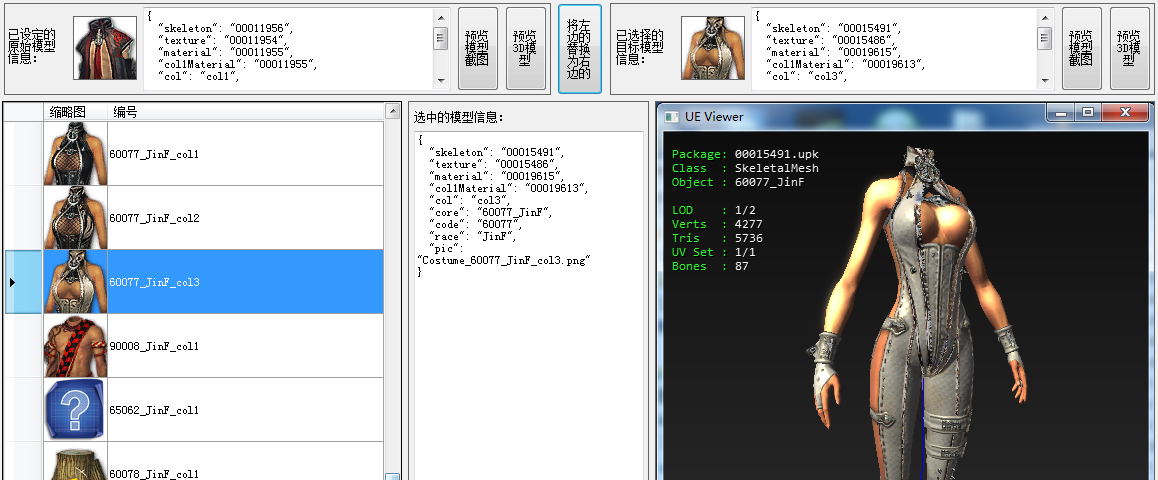 已设定的
原始模型
信息:
{
"skeleton": "00011956",
"texture": "00011954",
"material": "00011955",
"col1Material": "00011955",
"col": "col1",
预览
模型
截图
预览
3D模
型
将左
边的
替换
为右
边的
已选择的
目标模型
信息:
{
"skeleton": "00015491",
"texture": "00015486",
"material": "00019615",
"col1Material": "00019613",
"col": "col3",
预览
模型
截图
预览
3D模
型
缩略图 编号
60077_JinF_col1
60077_JinF_col2
60077_JinF_col3
90008_JinF_col1
65062_JinF_col1
60078_JinF_col1
选中的模型信息:
{
"skeleton": "00015491",
"texture": "00015486",
"material": "00019615",
"col1Material": "00019613",
"col": "col3",
"core": "60077_JinF",
"code": "60077",
"race": "JinF",
"pic":
"Costume_60077_JinF_col3.png"
}
UE Viewer
Package: 00015491.upk
Class : SkeletalMesh
Object : 60077_JinF
LOD : 1/2
Verts : 4277
Tris : 5736
UV Set : 1/1
Bones : 87